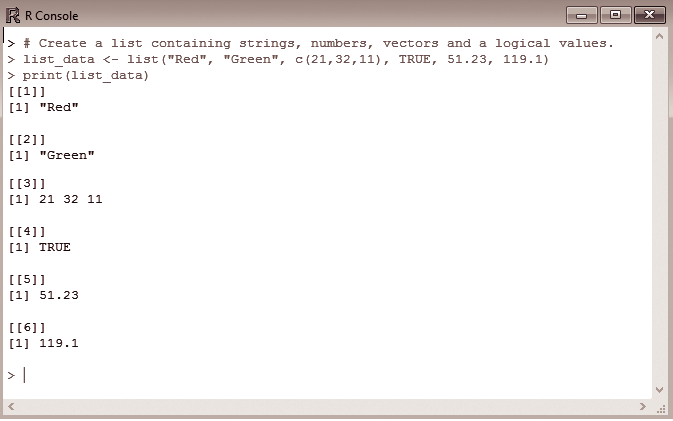 R Console
> # Create a list containing strings, numbers, vectors and a logical values.
> list_data <- list("Red", "Green", c(21,32,11), TRUE, 51.23, 119.1)
> print(list_data)
[[1]]
[1] "Red"
[[2]]
[1] "Green"
[[3]]
[1] 21 32 11
[[4]]
[1] TRUE
[[5]]
[1] 51.23
[[6]]
[1] 119.1
>